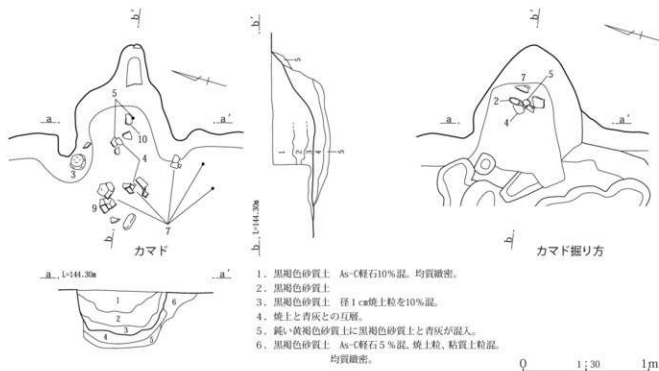 b'
b'
b'
5
5
7
5
2
10
4
a
a'
a
a'
3
4
1
2
3
4
5
9
7
b
b
L=144.30m
b
カマド
カマド掘り方
a
L=144.30m
a'
1
6
2
3
4
5
1. 黒褐色砂質土 As-C軽石10%混。均質緻密。
2. 黒褐色砂質土
3. 黒褐色砂質土 径1cm焼土粒を10%混。
4. 焼土と青灰との互層。
5. 鈍い黄褐色砂質土に黒褐色砂質土と青灰が混入。
6. 黒褐色砂質土 As-C軽石5%混、焼土粒、粘質土粒混。
均質緻密。
0
1:30
1m